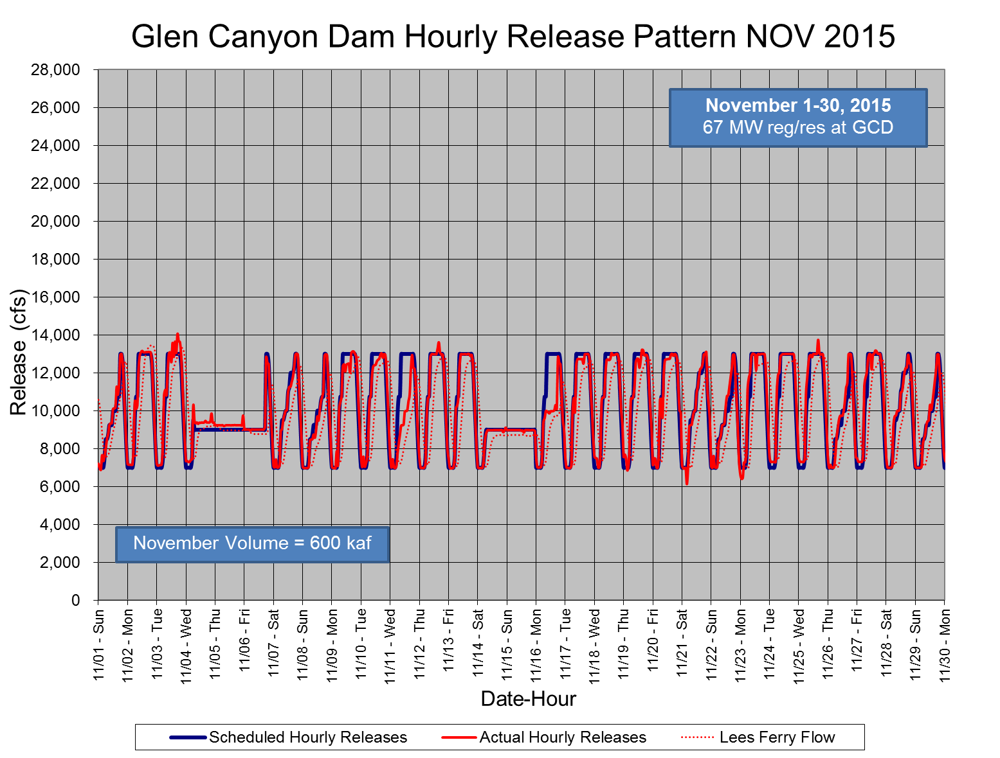 Glen Canyon Dam Hourly Release Pattern NOV 2015
28,000
26,000
24,000
22,000
20,000
18,000
16,000
14,000
12,000
10,000
8,000
6,000
4,000
2,000
0
Release (cfs)
November 1-30, 2015
67 MW reg/res at GCD
November Volume = 600 kaf
11/01 - Sun
11/02 - Mon
11/03 - Tue
11/04 - Wed
11/05 - Thu
11/06 - Fri
11/07 - Sat
11/08 - Sun
11/09 - Mon
11/10 - Tue
11/11 - Wed
11/12 - Thu
11/13 - Fri
11/14 - Sat
11/15 - Sun
11/16 - Mon
11/17 - Tue
11/18 - Wed
11/19 - Thu
11/20 - Fri
11/21 - Sat
11/22 - Sun
11/23 - Mon
11/24 - Tue
11/25 - Wed
11/26 - Thu
11/27 - Fri
11/28 - Sat
11/29 - Sun
11/30 - Mon
Date-Hour
Scheduled Hourly Releases
Actual Hourly Releases
Lees Ferry Flow